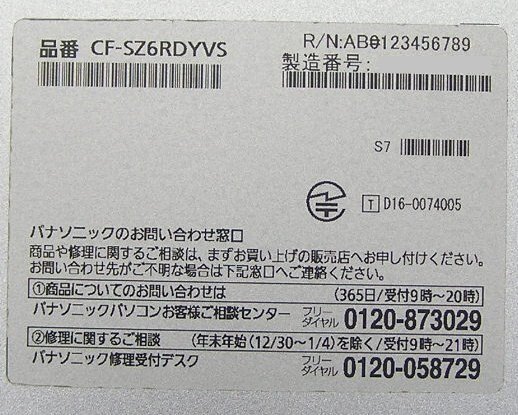 品番 CF-SZ6RDYVS
R/N:AB0123456789
製造番号:
S7
T D16-0074005
パナソニックのお問い合わせ窓口
商品や修理に関するご相談は、まずお買い上げの販売店へお申し付けください。
お問い合わせ先がご不明な場合は下記窓口へご連絡ください。
①商品についてのお問い合わせは (365日/受付9時〜20時)
パナソニックパソコンお客様ご相談センター フリーダイヤル 0120-873029
②修理に関するご相談 (年末年始(12/30〜1/4)を除く/受付9時〜21時)
パナソニック修理受付デスク フリーダイヤル 0120-058729